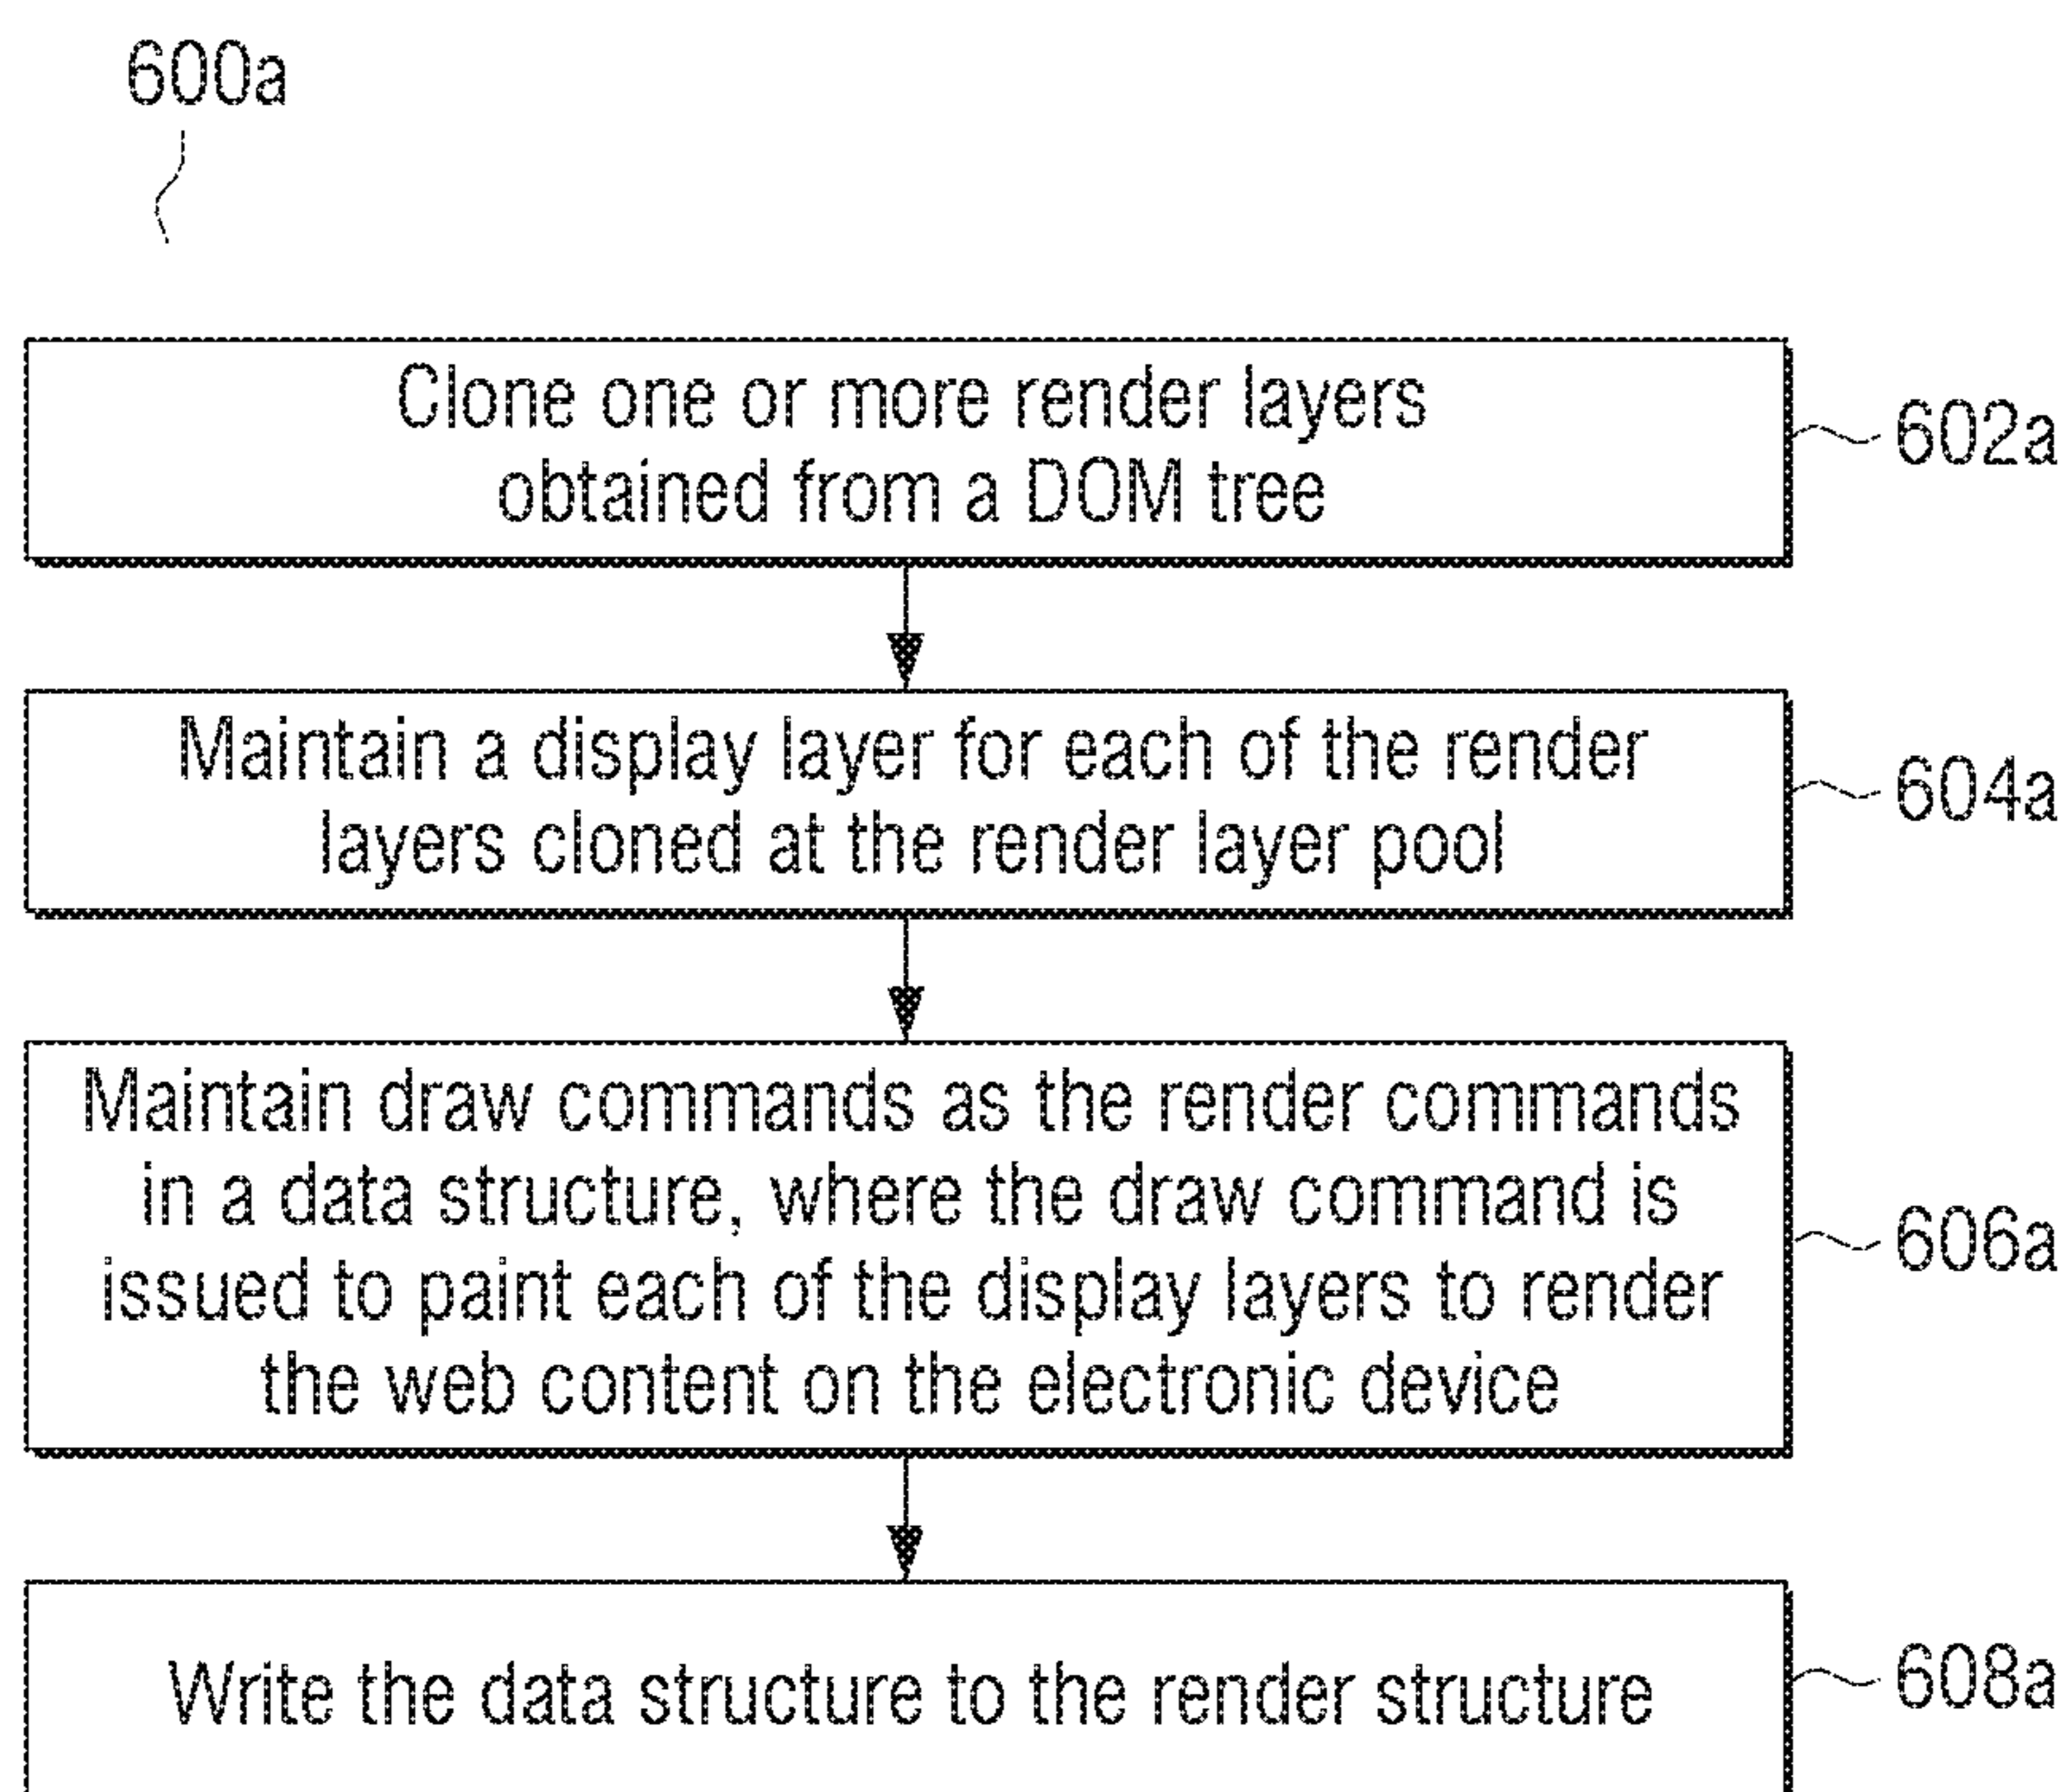 600a
Clone one or more render layers
obtained from a DOM tree
602a
Maintain a display layer for each of the render
layers cloned at the render layer pool
604a
Maintain draw commands as the render commands
in a data structure, where the draw command is
issued to paint each of the display layers to render
the web content on the electronic device
606a
Write the data structure to the render structure
608a